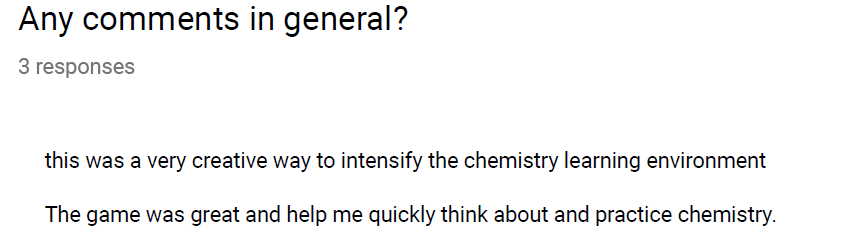 Any comments in general?
3 responses
this was a very creative way to intensify the chemistry learning environment
The game was great and help me quickly think about and practice chemistry.